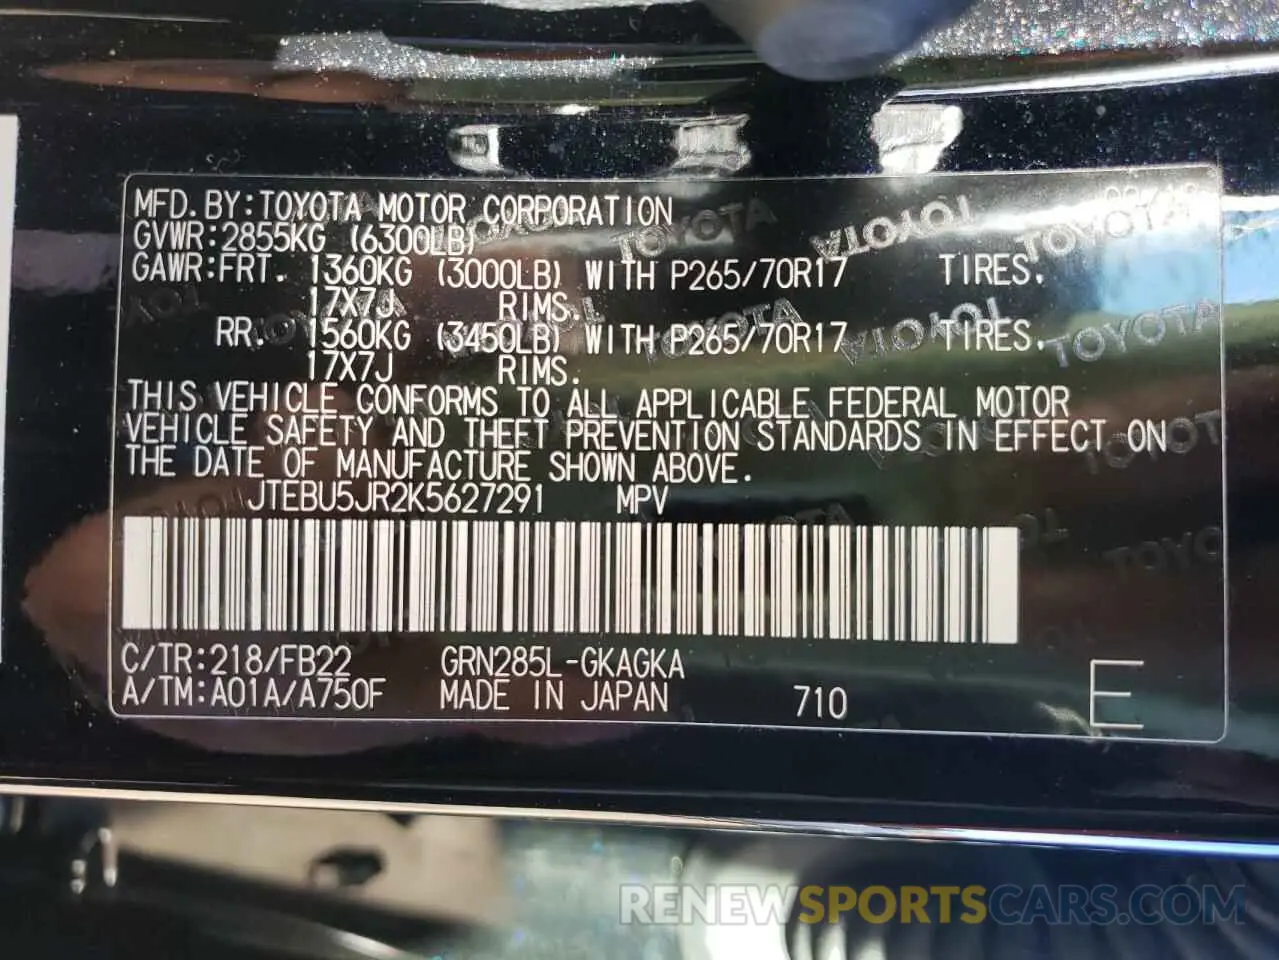 MFD. BY: TOYOTA MOTOR CORPORATION
GVWR: 2855KG (6300LB)
GAWR: FRT. 1360KG (3000LB) WITH P265/70R17 TIRES.
17X7J RIMS.
RR. 1560KG (3450LB) WITH P265/70R17 TIRES.
17X7J RIMS.
THIS VEHICLE CONFORMS TO ALL APPLICABLE FEDERAL MOTOR
VEHICLE SAFETY AND THEFT PREVENTION STANDARDS IN EFFECT ON
THE DATE OF MANUFACTURE SHOWN ABOVE.
JTEBU5JR2K5627291 MPV
C/TR: 218/FB22 GRN285L-GKAGKA
A/TM: A01A/A750F MADE IN JAPAN 710 E
RENEWSPORTSCARS.COM